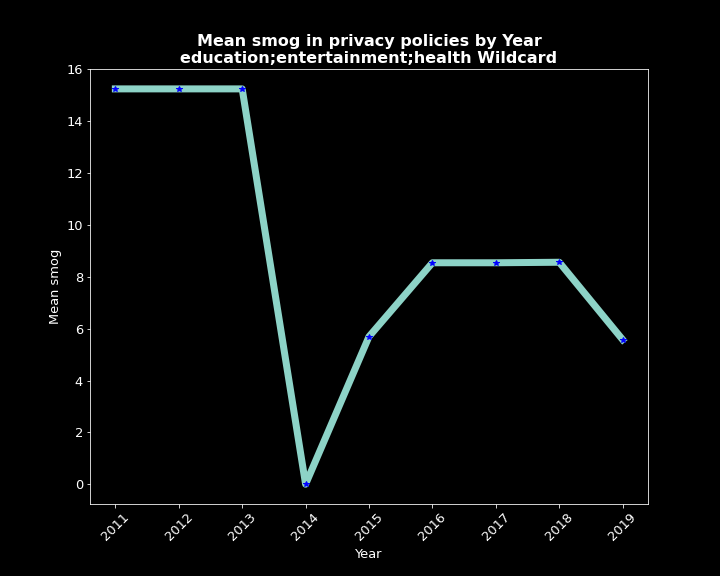 Mean smog in privacy policies by Year
education;entertainment;health Wildcard
16
14
12
10
8
6
4
2
0
Mean smog
2011 2012 2013 2014 2015 2016 2017 2018 2019
Year